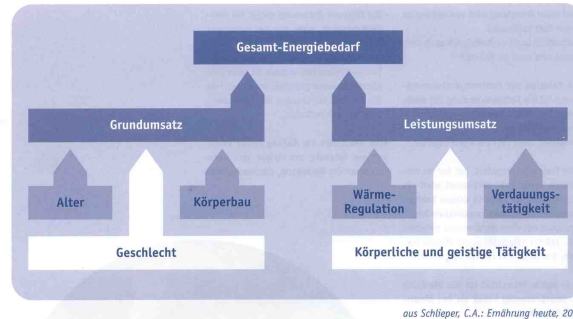 Gesamt-Energiebedarf
Grundumsatz
Leistungsumsatz
Alter
Körperbau
Wärme-
Regulation
Verdauungs-
tätigkeit
Geschlecht
Körperliche und geistige Tätigkeit
aus Schlieper, C.A.: Ernährung heute, 20